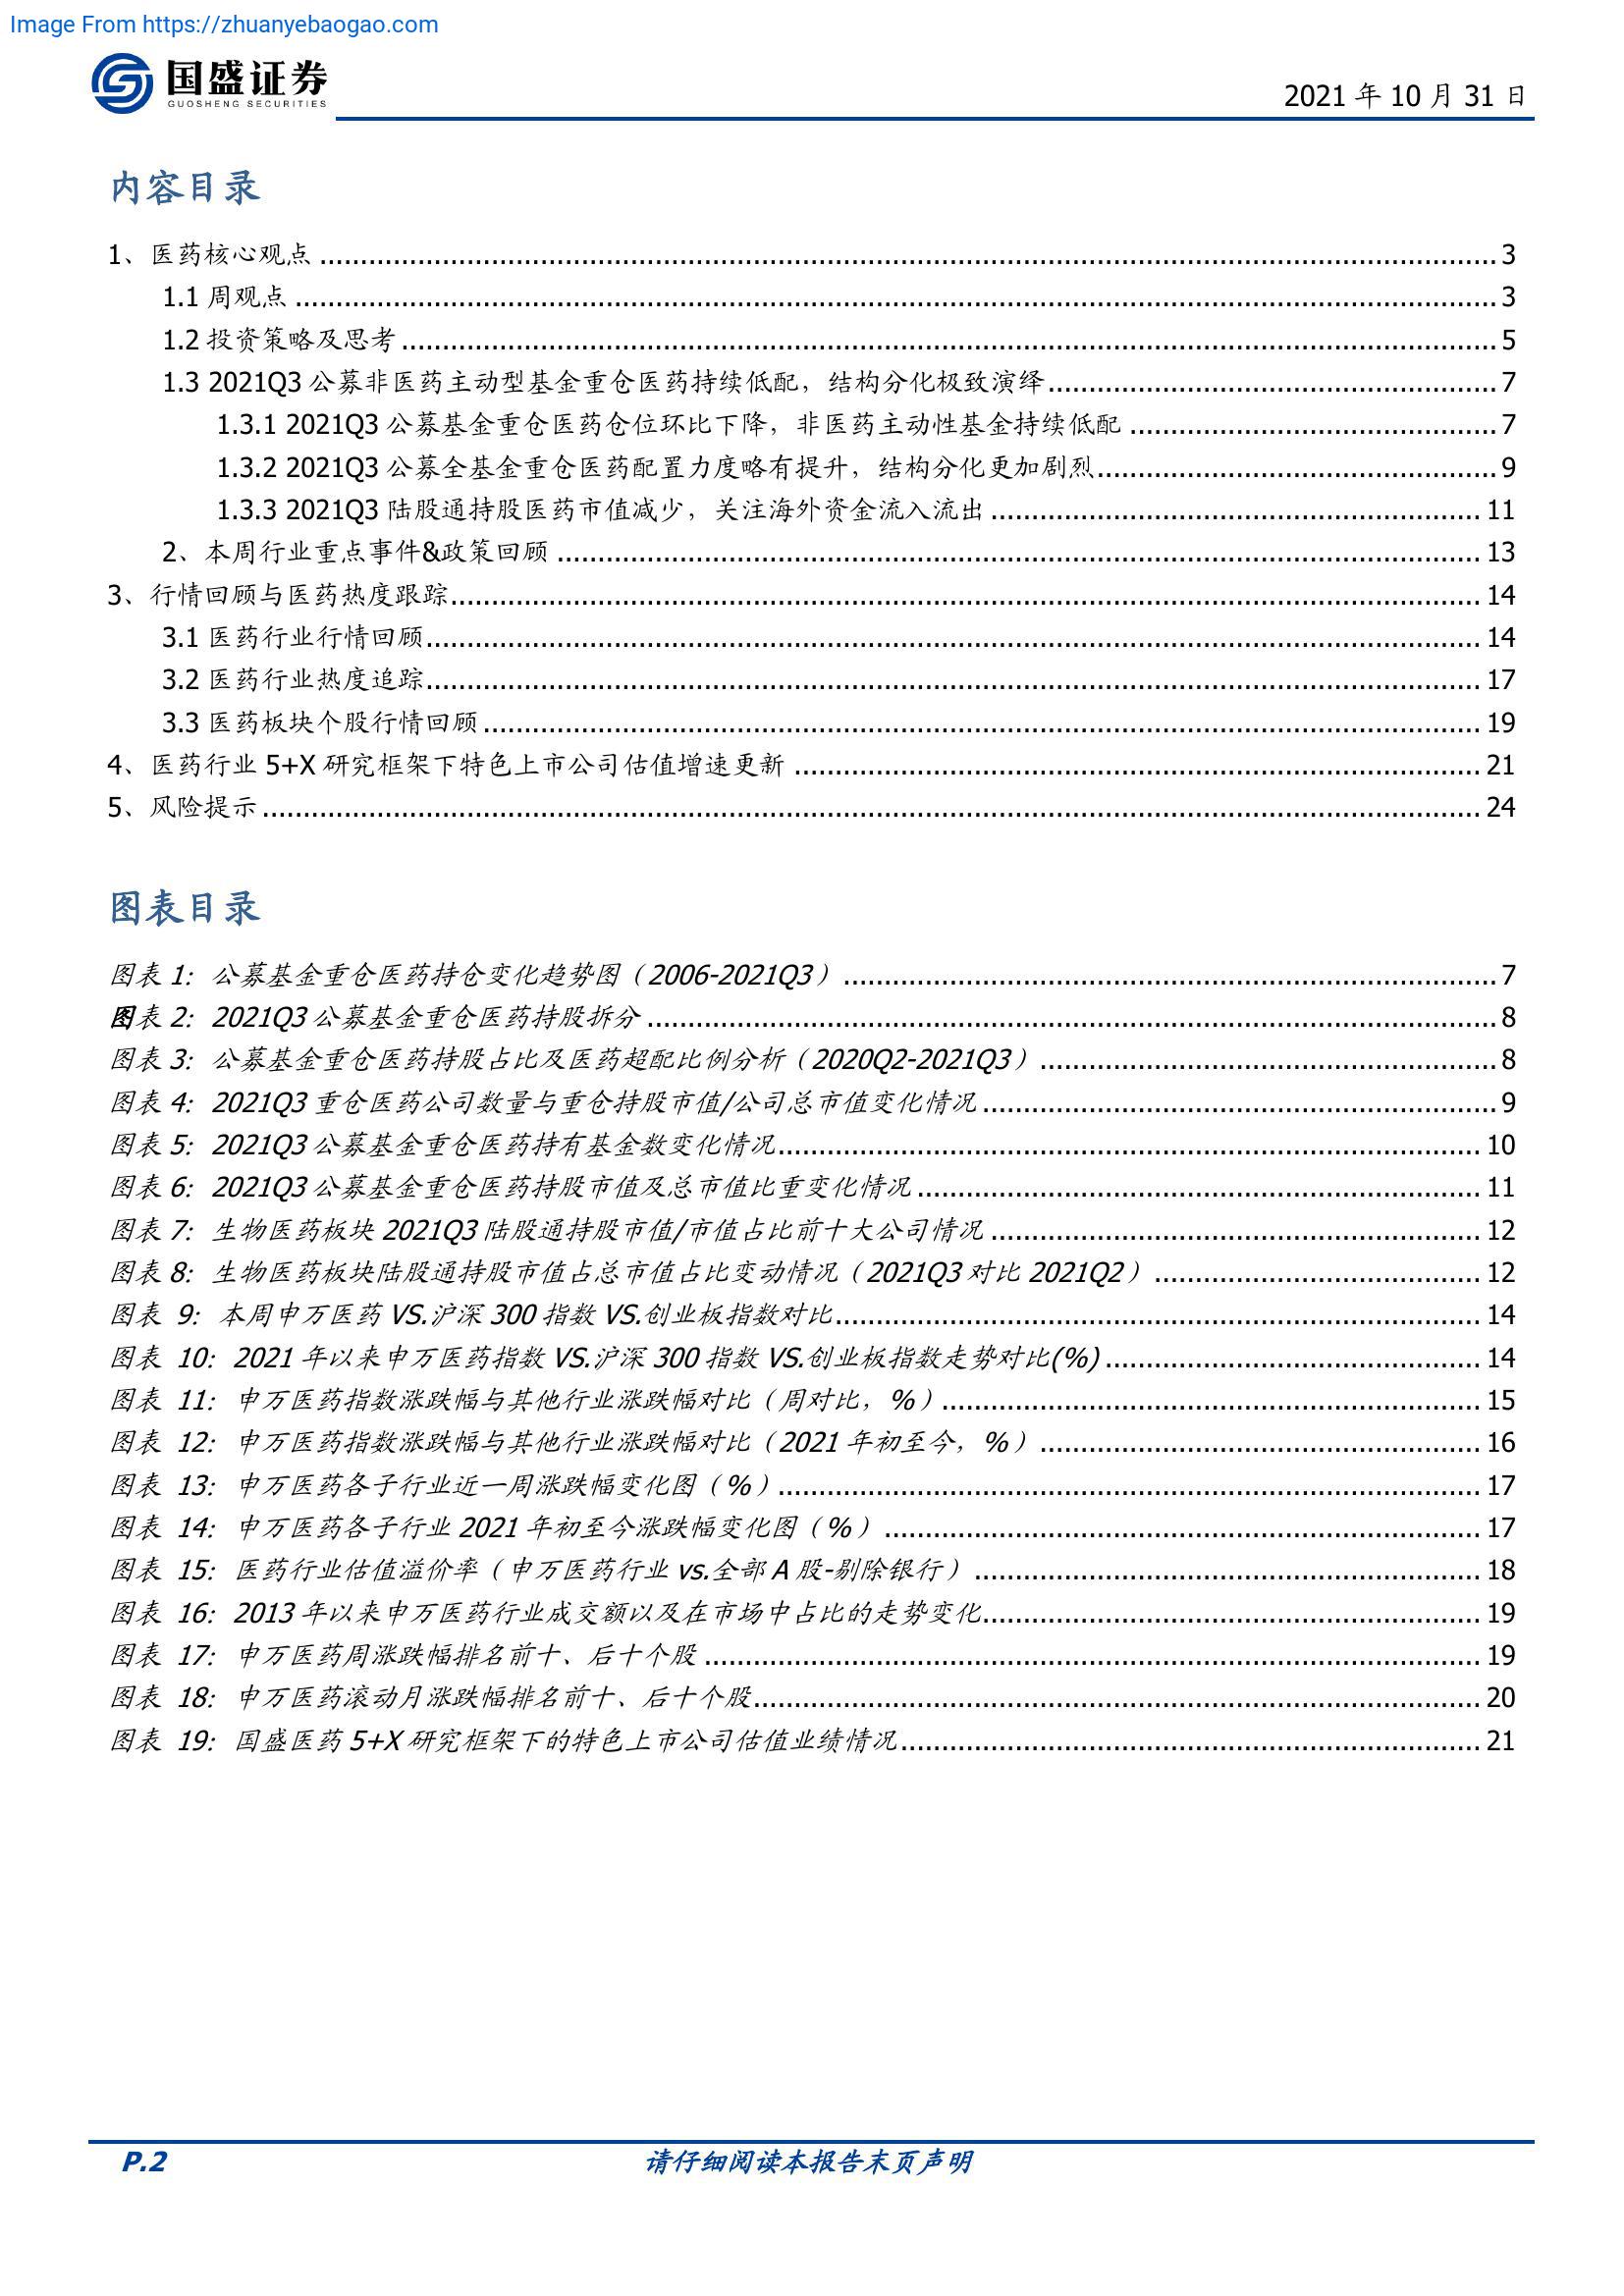 Image From https://zhuanyebaogao.com
国盛证券
GUOSHENG SECURITIES
2021 年 10 月 31 日
内容目录
1、医药核心观点 ........ 3
1.1 周观点 ........ 3
1.2 投资策略及思考 ........ 5
1.3 2021Q3 公募非医药主动型基金重仓医药持续低配，结构分化极致演绎 ........ 7
1.3.1 2021Q3 公募基金重仓医药仓位环比下降，非医药主动性基金持续低配 ........ 7
1.3.2 2021Q3 公募全基金重仓医药配置力度略有提升，结构分化更加剧烈 ........ 9
1.3.3 2021Q3 陆股通持股医药市值减少，关注海外资金流入流出 ........ 11
2、本周行业重点事件&政策回顾 ........ 13
3、行情回顾与医药热度跟踪 ........ 14
3.1 医药行业行情回顾 ........ 14
3.2 医药行业热度追踪 ........ 17
3.3 医药板块个股行情回顾 ........ 19
4、医药行业 5+X 研究框架下特色上市公司估值增速更新 ........ 21
5、风险提示 ........ 24
图表目录
图表 1：公募基金重仓医药持仓变化趋势图（2006-2021Q3） ........ 7
图表 2：2021Q3 公募基金重仓医药持股拆分 ........ 8
图表 3：公募基金重仓医药持股占比及医药超配比例分析（2020Q2-2021Q3） ........ 8
图表 4：2021Q3 重仓医药公司数量与重仓持股市值/公司总市值变化情况 ........ 9
图表 5：2021Q3 公募基金重仓医药持有基金数变化情况 ........ 10
图表 6：2021Q3 公募基金重仓医药持股市值及总市值比重变化情况 ........ 11
图表 7：生物医药板块 2021Q3 陆股通持股市值/市值占比前十大公司情况 ........ 12
图表 8：生物医药板块陆股通持股市值占总市值占比变动情况（2021Q3 对比 2021Q2） ........ 12
图表 9：本周申万医药 VS.沪深 300 指数 VS.创业板指数对比 ........ 14
图表 10：2021 年以来申万医药指数 VS.沪深 300 指数 VS.创业板指数走势对比(%) ........ 14
图表 11：申万医药指数涨跌幅与其他行业涨跌幅对比（周对比，%） ........ 15
图表 12：申万医药指数涨跌幅与其他行业涨跌幅对比（2021 年初至今，%） ........ 16
图表 13：申万医药各子行业近一周涨跌幅变化图（%） ........ 17
图表 14：申万医药各子行业 2021 年初至今涨跌幅变化图（%） ........ 17
图表 15：医药行业估值溢价率（申万医药行业 vs.全部 A 股-剔除银行） ........ 18
图表 16：2013 年以来申万医药行业成交额以及在市场中占比的走势变化 ........ 19
图表 17：申万医药周涨跌幅排名前十、后十个股 ........ 19
图表 18：申万医药滚动月涨跌幅排名前十、后十个股 ........ 20
图表 19：国盛医药 5+X 研究框架下的特色上市公司估值业绩情况 ........ 21
P.2
请仔细阅读本报告末页声明